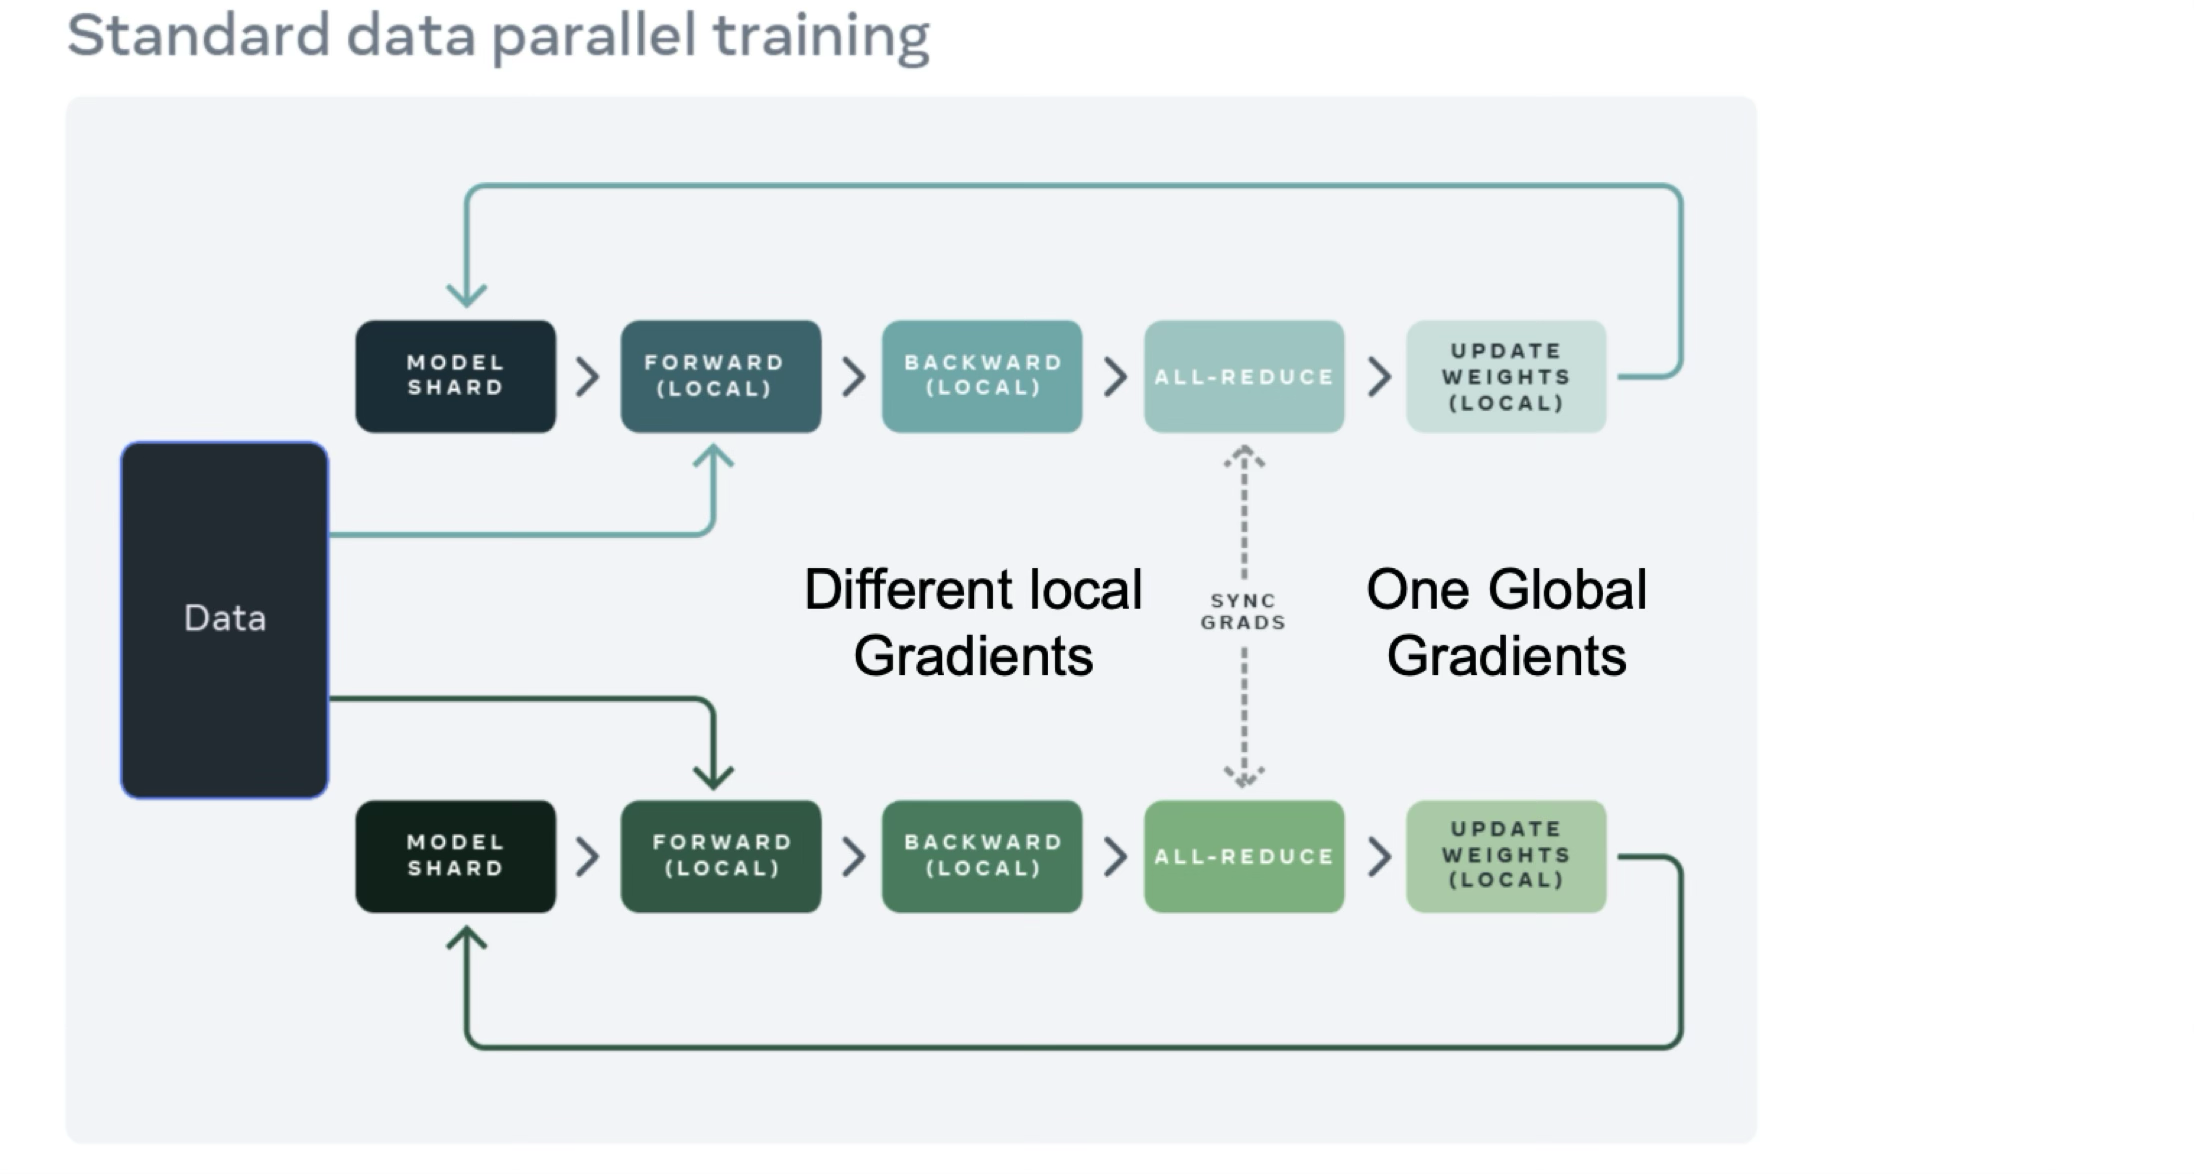 Standard data parallel training
MODEL
SHARD
FORWARD
(LOCAL)
BACKWARD
(LOCAL)
ALL-REDUCE
UPDATE
WEIGHTS
(LOCAL)
Data
Different local
Gradients
SYNC
GRADS
One Global
Gradients
MODEL
SHARD
FORWARD
(LOCAL)
BACKWARD
(LOCAL)
ALL-REDUCE
UPDATE
WEIGHTS
(LOCAL)